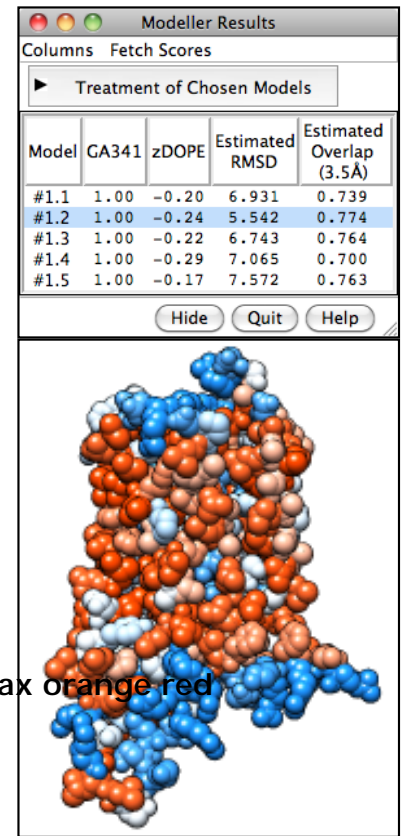 Modeller Results
Columns Fetch Scores
Treatment of Chosen Models
Model GA341 zDOPE Estimated RMSD Estimated Overlap (3.5Å)
#1.1 1.00 -0.20 6.931 0.739
#1.2 1.00 -0.24 5.542 0.774
#1.3 1.00 -0.22 6.743 0.764
#1.4 1.00 -0.29 7.065 0.700
#1.5 1.00 -0.17 7.572 0.763
Hide Quit Help
ax orange red